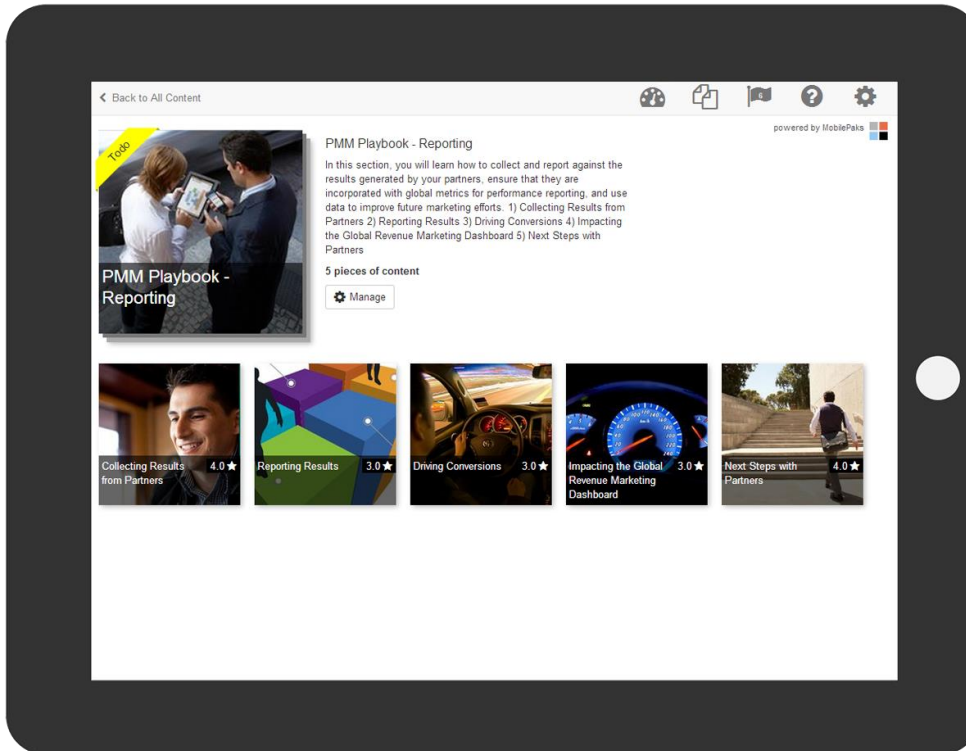 Back to All Content
6
powered by MobilePaks
Todo
PMM Playbook -
Reporting
PMM Playbook - Reporting
In this section, you will learn how to collect and report against the
results generated by your partners, ensure that they are
incorporated with global metrics for performance reporting, and use
data to improve future marketing efforts. 1) Collecting Results from
Partners 2) Reporting Results 3) Driving Conversions 4) Impacting
the Global Revenue Marketing Dashboard 5) Next Steps with
Partners
5 pieces of content
Manage
Collecting Results
from Partners
4.0
Reporting Results
3.0
Driving Conversions
3.0
Impacting the Global
Revenue Marketing
Dashboard
3.0
Next Steps with
Partners
4.0